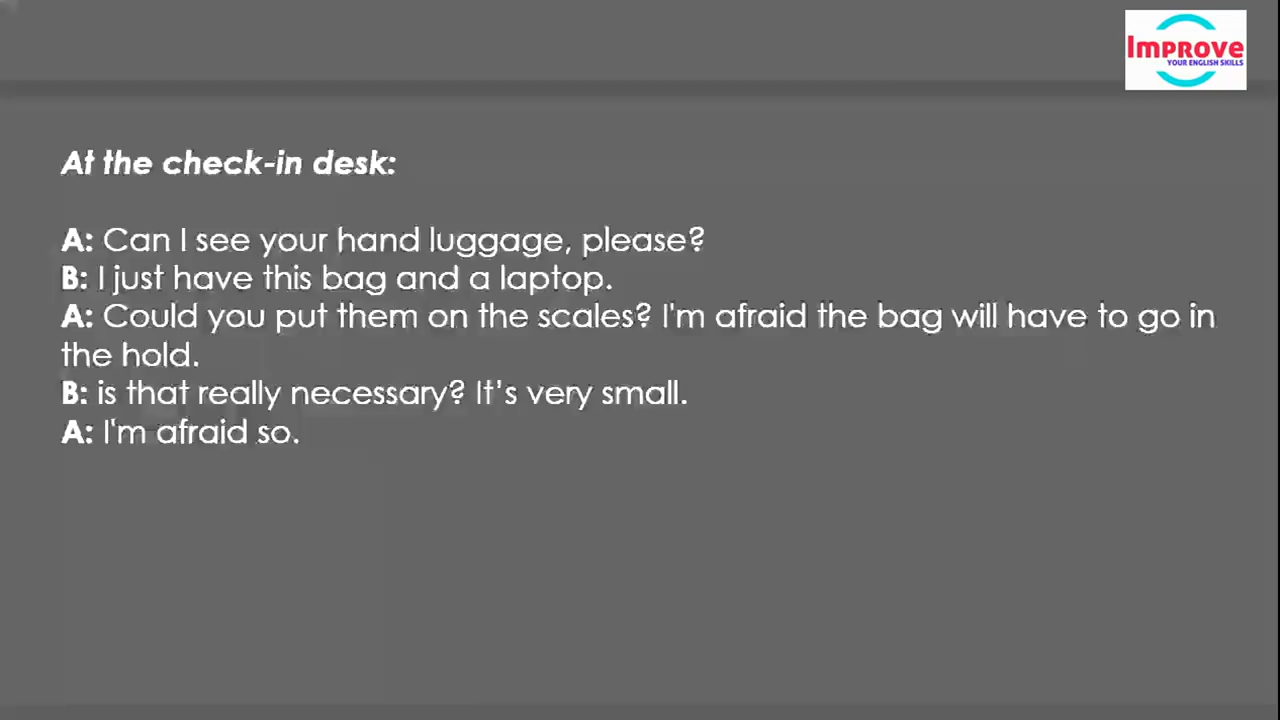 Improve
YOUR ENGLISH SKILLS
At the check-in desk:
A: Can I see your hand luggage, please?
B: I just have this bag and a laptop.
A: Could you put them on the scales? I'm afraid the bag will have to go in
the hold.
B: is that really necessary? It’s very small.
A: I'm afraid so.